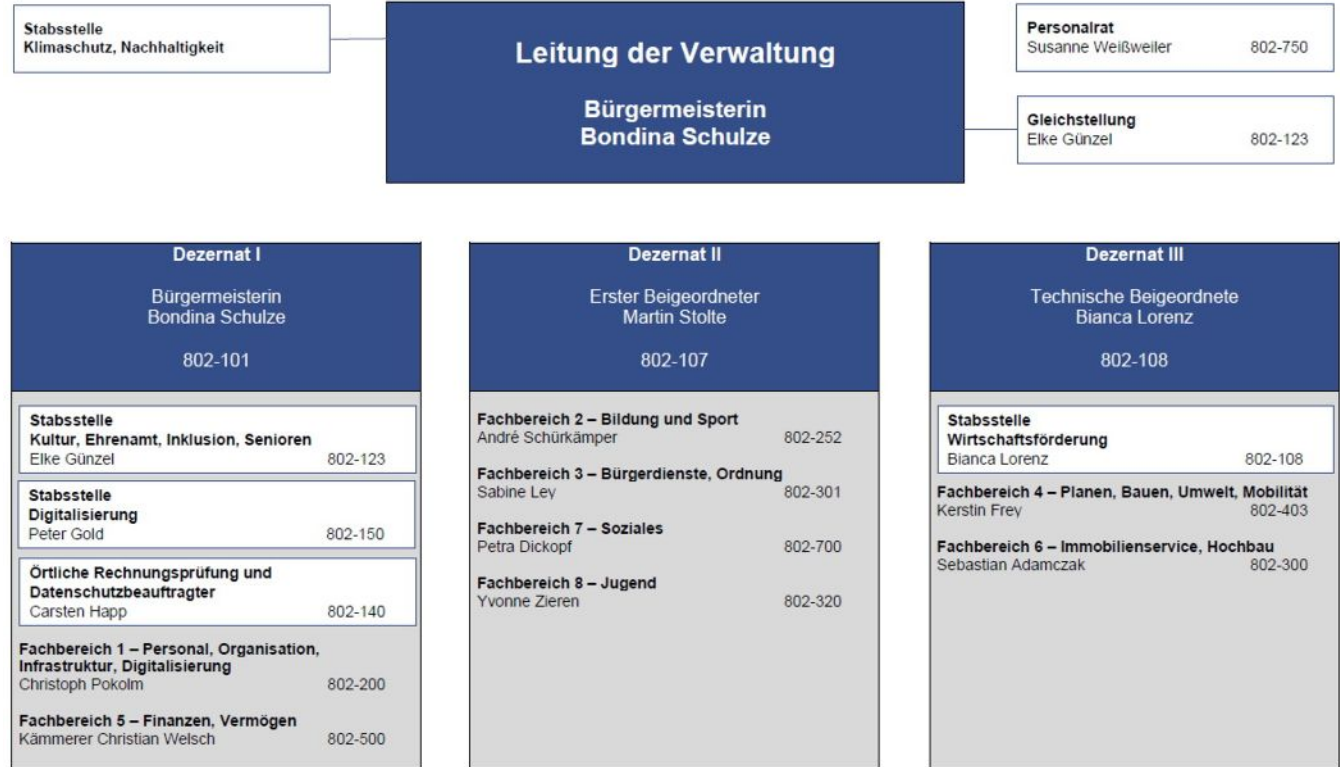 Stabsstelle
Klimaschutz, Nachhaltigkeit
Leitung der Verwaltung
Bürgermeisterin
Bondina Schulze
Personalrat
Susanne Weißweiler 802-750
Gleichstellung
Elke Günzel 802-123
Dezernat I
Bürgermeisterin
Bondina Schulze
802-101
Stabsstelle
Kultur, Ehrenamt, Inklusion, Senioren
Elke Günzel 802-123
Stabsstelle
Digitalisierung
Peter Gold 802-150
Örtliche Rechnungsprüfung und
Datenschutzbeauftragter
Carsten Happ 802-140
Fachbereich 1 – Personal, Organisation,
Infrastruktur, Digitalisierung
Christoph Pokolm 802-200
Fachbereich 5 – Finanzen, Vermögen
Kämmerer Christian Welsch 802-500
Dezernat II
Erster Beigeordneter
Martin Stolte
802-107
Fachbereich 2 – Bildung und Sport
André Schürkämper 802-252
Fachbereich 3 – Bürgerdienste, Ordnung
Sabine Ley 802-301
Fachbereich 7 – Soziales
Petra Dickopf 802-700
Fachbereich 8 – Jugend
Yvonne Zieren 802-320
Dezernat III
Technische Beigeordnete
Bianca Lorenz
802-108
Stabsstelle
Wirtschaftsförderung
Bianca Lorenz 802-108
Fachbereich 4 – Planen, Bauen, Umwelt, Mobilität
Kerstin Frey 802-403
Fachbereich 6 – Immobilienservice, Hochbau
Sebastian Adamczak 802-300